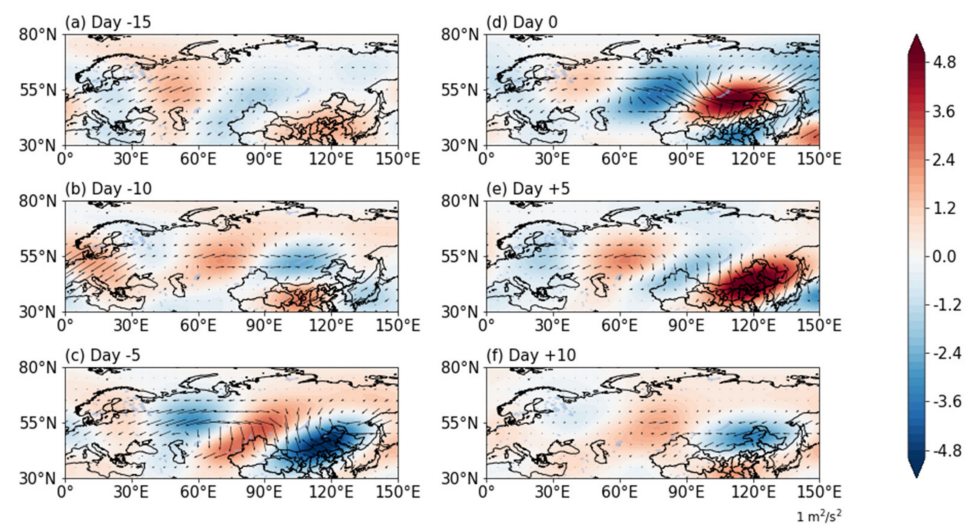 (a) Day -15
80°N
55°N
30°N
0° 30°E 60°E 90°E 120°E 150°E
(b) Day -10
80°N
55°N
30°N
0° 30°E 60°E 90°E 120°E 150°E
(c) Day -5
80°N
55°N
30°N
0° 30°E 60°E 90°E 120°E 150°E
(d) Day 0
80°N
55°N
30°N
0° 30°E 60°E 90°E 120°E 150°E
(e) Day +5
80°N
55°N
30°N
0° 30°E 60°E 90°E 120°E 150°E
(f) Day +10
80°N
55°N
30°N
0° 30°E 60°E 90°E 120°E 150°E
1 m²/s²
4.8
3.6
2.4
1.2
0.0
-1.2
-2.4
-3.6
-4.8